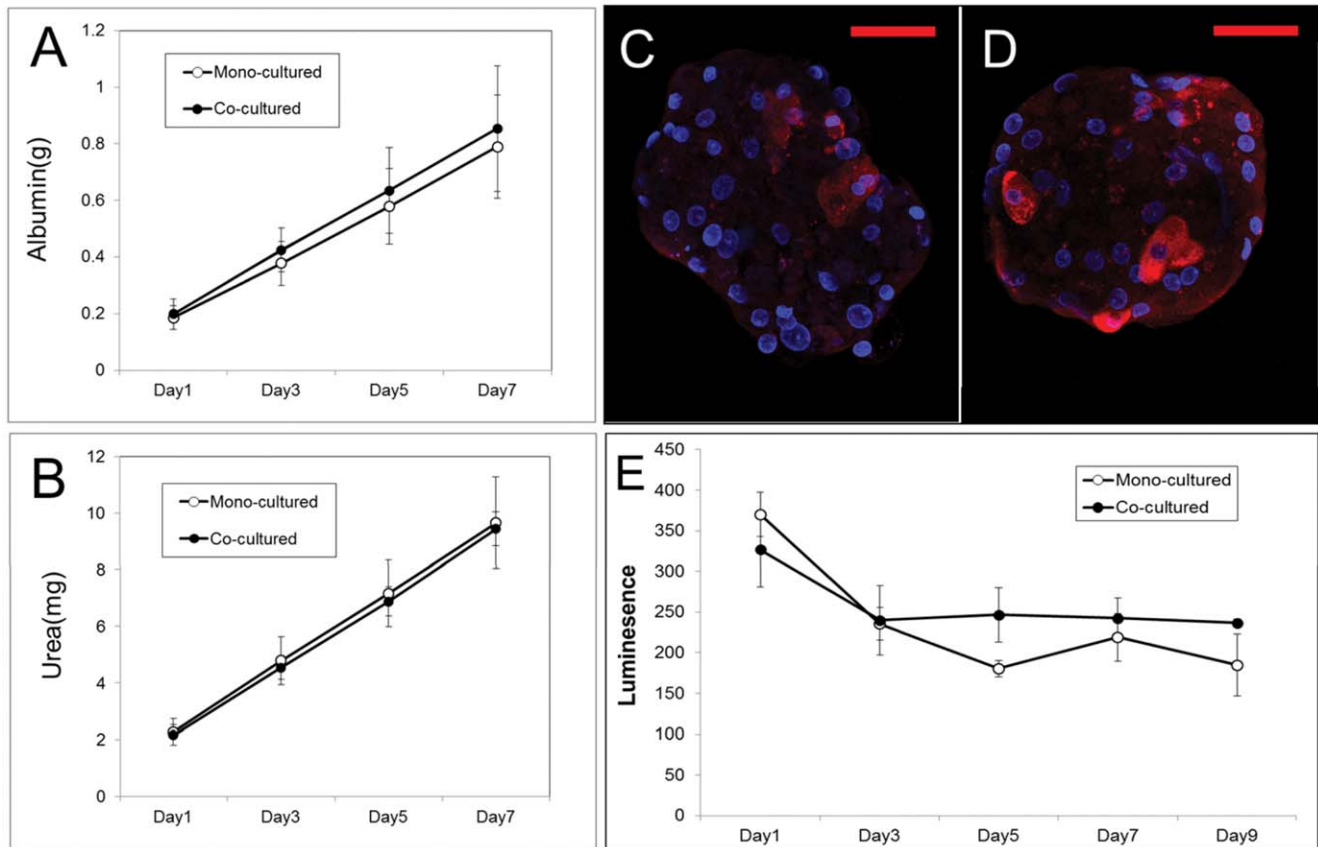 A
Mono-cultured
Co-cultured
Albumin(g)
1.2
1
0.8
0.6
0.4
0.2
0
Day1 Day3 Day5 Day7
C
D
B
Mono-cultured
Co-cultured
Urea(mg)
12
10
8
6
4
2
0
Day1 Day3 Day5 Day7
E
Mono-cultured
Co-cultured
Luminesence
450
400
350
300
250
200
150
100
50
0
Day1 Day3 Day5 Day7 Day9